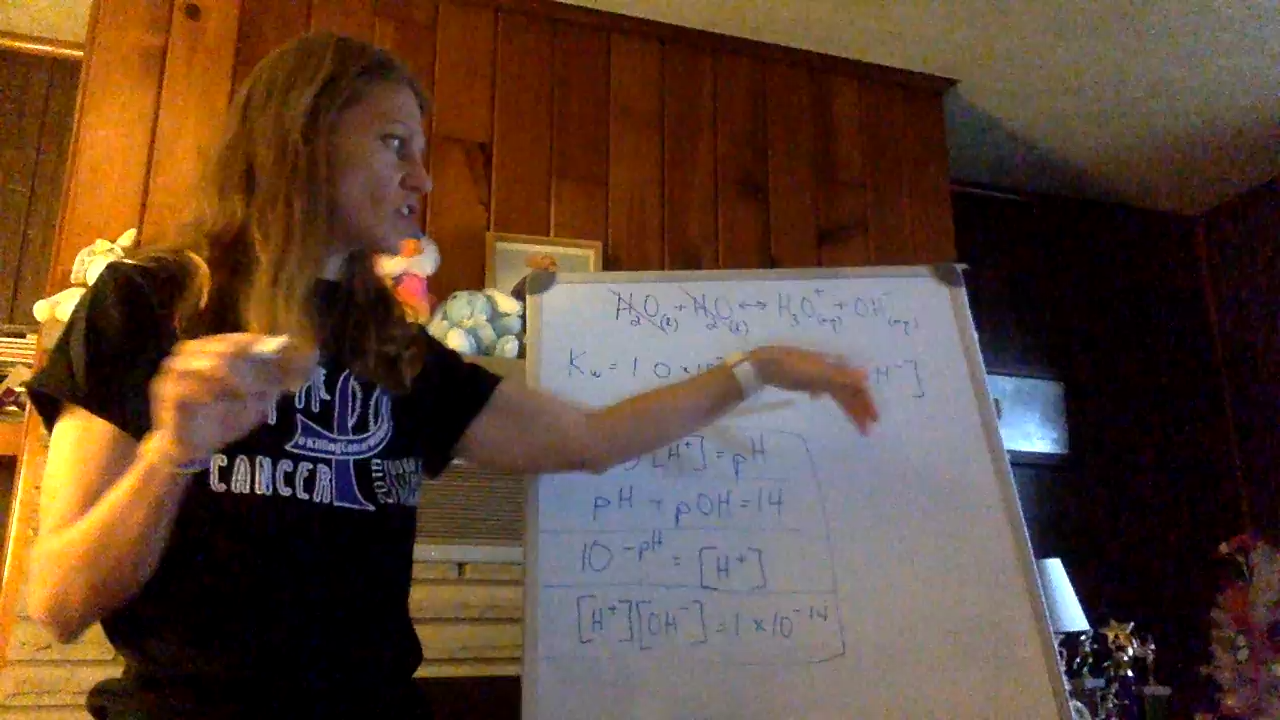 H₂O(l) + H₂O(l) ↔ H₃O⁺(aq) + OH⁻(aq)
Kw = 1.0 × 10 H⁻]
[H⁺] = pH
pH + pOH = 14
10^-pH = [H⁺]
[H⁺][OH⁻] = 1 × 10⁻¹⁴
CANCER
2018